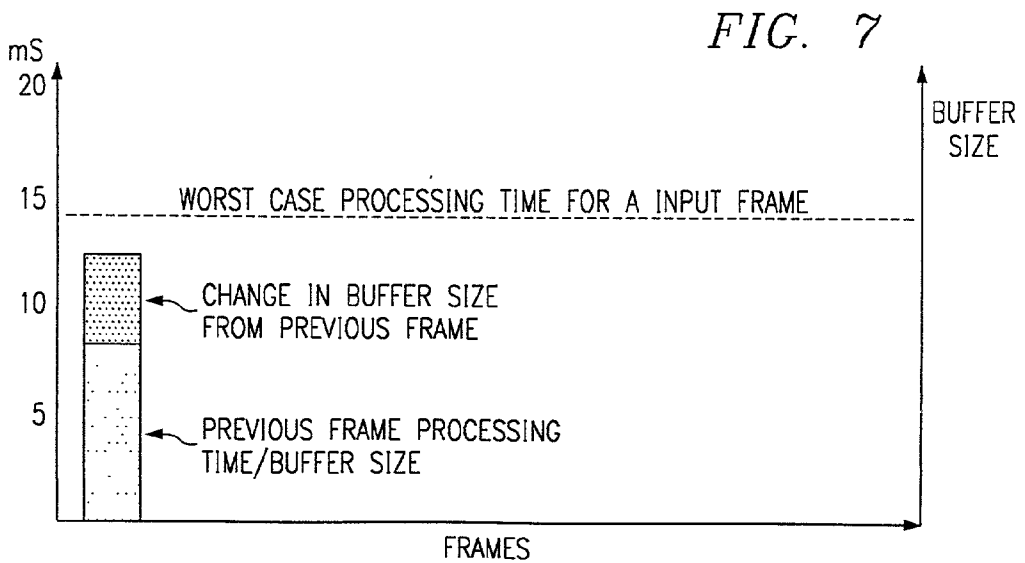 FIG. 7
mS
20
BUFFER
SIZE
15
WORST CASE PROCESSING TIME FOR A INPUT FRAME
10
CHANGE IN BUFFER SIZE
FROM PREVIOUS FRAME
5
PREVIOUS FRAME PROCESSING
TIME/BUFFER SIZE
FRAMES